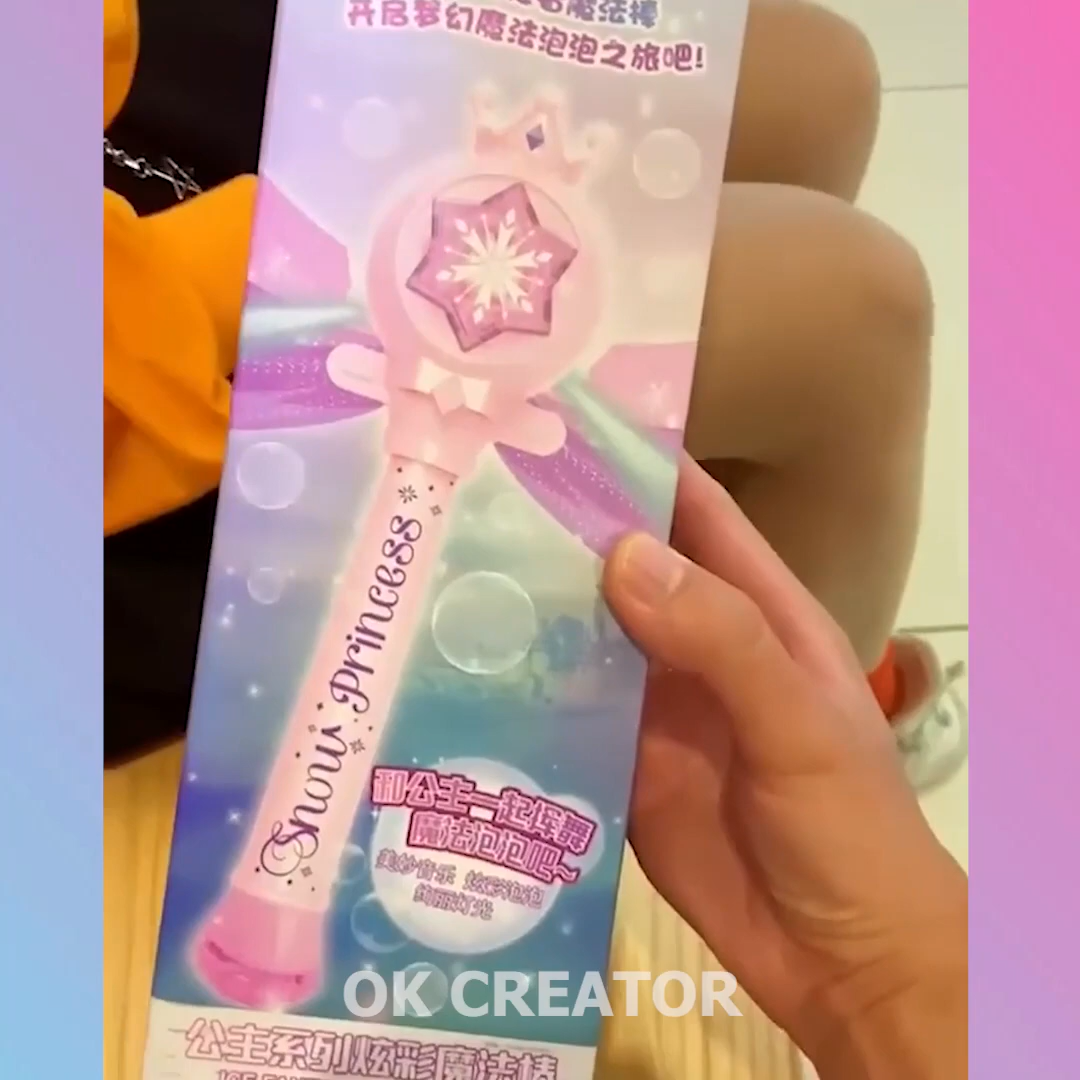 开启梦幻魔法泡泡之旅吧!
Snow Princess
和公主一起挥舞
魔法泡泡吧~
美妙音乐 炫彩泡泡
绚丽灯光
OK CREATOR
公主系列炫彩魔法棒